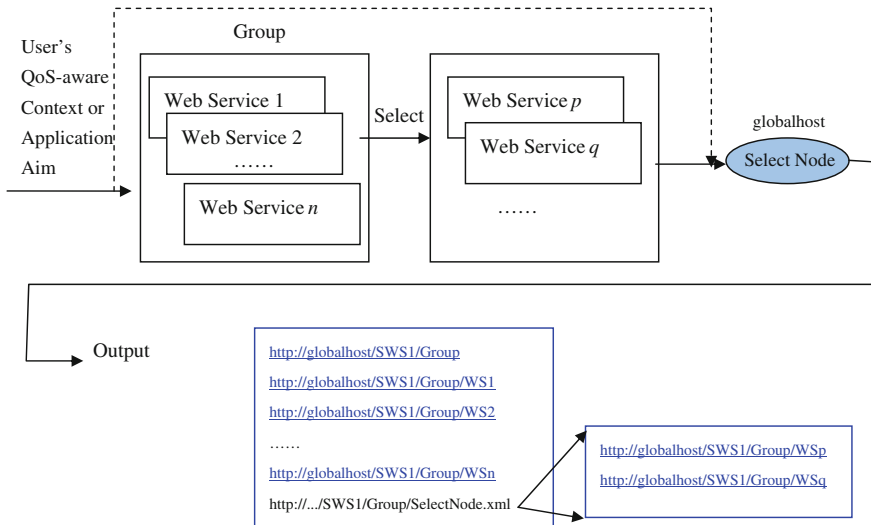 User's
QoS-aware
Context or
Application
Aim
Group
Web Service 1
Web Service 2
……
Web Service n
Select
Web Service p
Web Service q
……
globalhost
Select Node
Output
http://globalhost/SWS1/Group
http://globalhost/SWS1/Group/WS1
http://globalhost/SWS1/Group/WS2
……
http://globalhost/SWS1/Group/WSn
http://.../SWS1/Group/SelectNode.xml
http://globalhost/SWS1/Group/WSp
http://globalhost/SWS1/Group/WSq